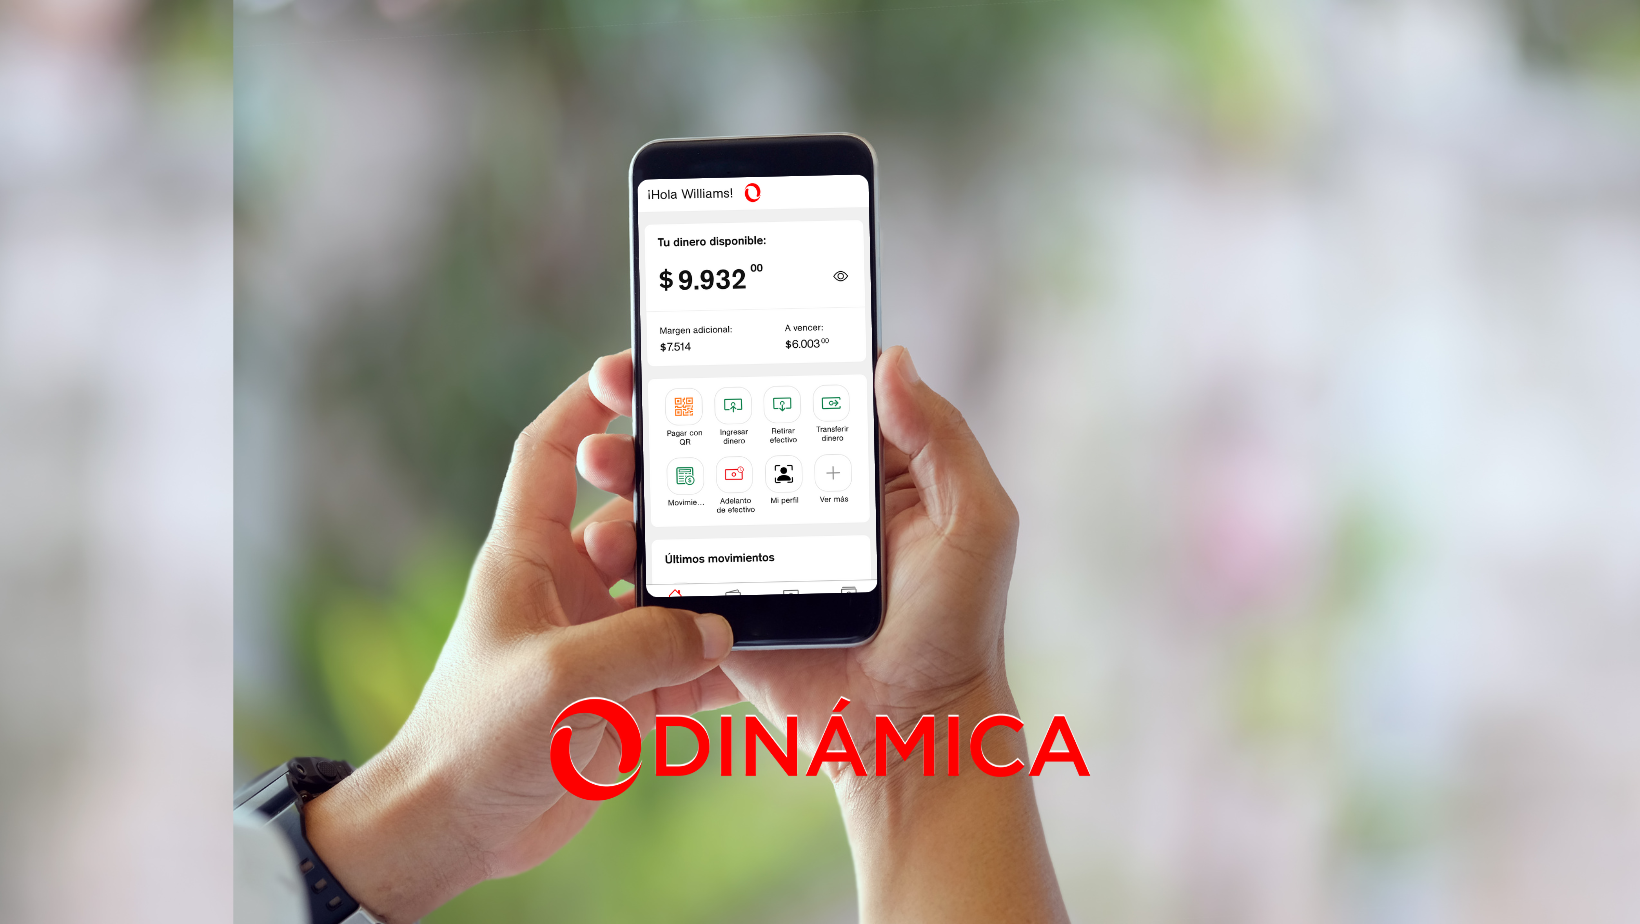 ¡Hola Williams!
Tu dinero disponible:
$ 9.932 00
Margen adicional:
$7.514
A vencer:
$6.003 00
Pagar con
QR
Ingresar
dinero
Retirar
efectivo
Transferir
dinero
Movimie...
Adelanto
de efectivo
Mi perfil
Ver más
Últimos movimientos
DINÁMICA